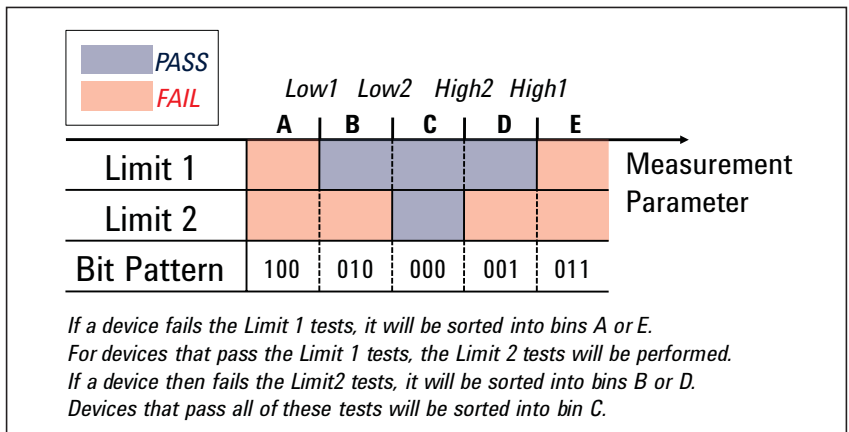 PASS
FAIL
Low1 Low2 High2 High1
A B C D E
Limit 1
Measurement
Parameter
Limit 2
Bit Pattern 100 010 000 001 011
If a device fails the Limit 1 tests, it will be sorted into bins A or E.
For devices that pass the Limit 1 tests, the Limit 2 tests will be performed.
If a device then fails the Limit2 tests, it will be sorted into bins B or D.
Devices that pass all of these tests will be sorted into bin C.